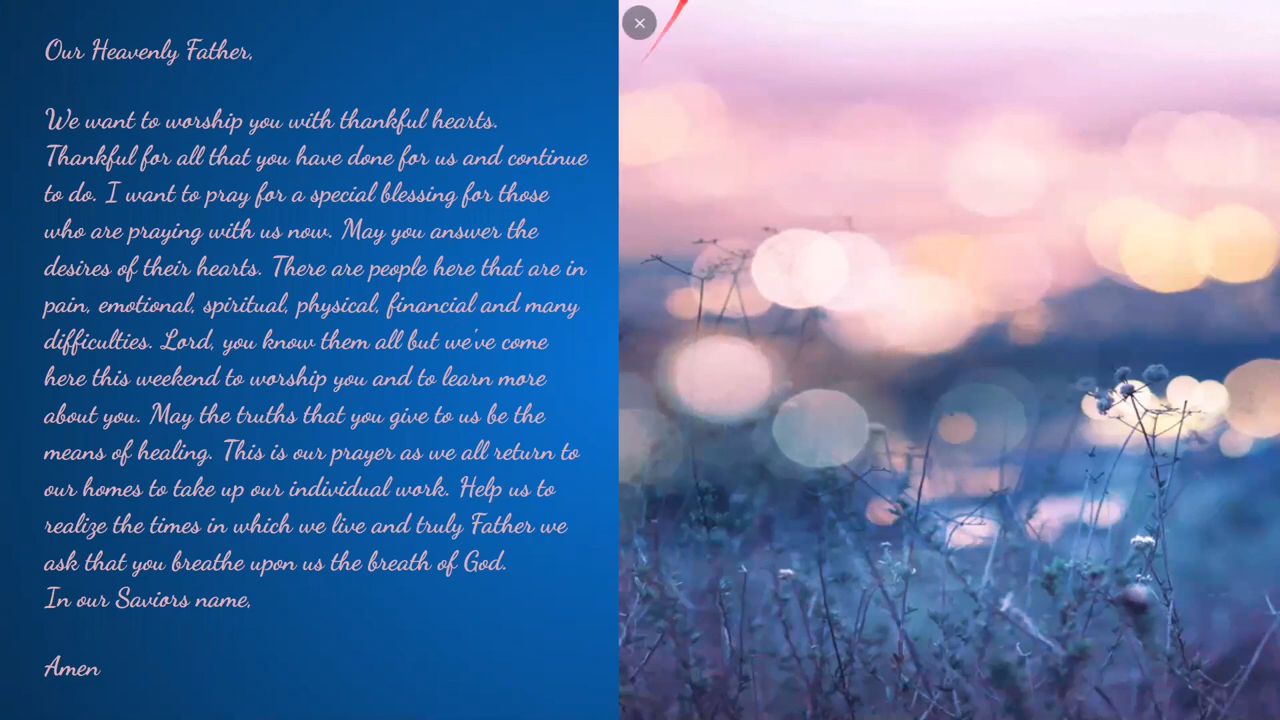 Our Heavenly Father,
We want to worship you with thankful hearts.
Thankful for all that you have done for us and continue
to do. I want to pray for a special blessing for those
who are praying with us now. May you answer the
desires of their hearts. There are people here that are in
pain, emotional, spiritual, physical, financial and many
difficulties. Lord, you know them all but we've come
here this weekend to worship you and to learn more
about you. May the truths that you give to us be the
means of healing. This is our prayer as we all return to
our homes to take up our individual work. Help us to
realize the times in which we live and truly Father we
ask that you breathe upon us the breath of God.
In our Saviors name,
Amen